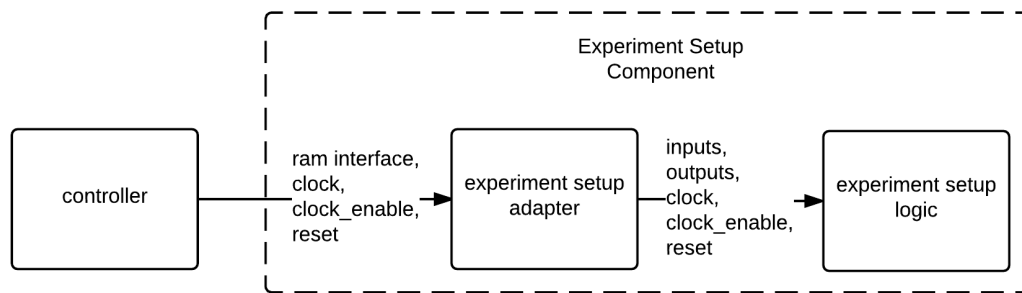 Experiment Setup
Component
controller
ram interface,
clock,
clock_enable,
reset
experiment setup
adapter
inputs,
outputs,
clock,
clock_enable,
reset
experiment setup
logic